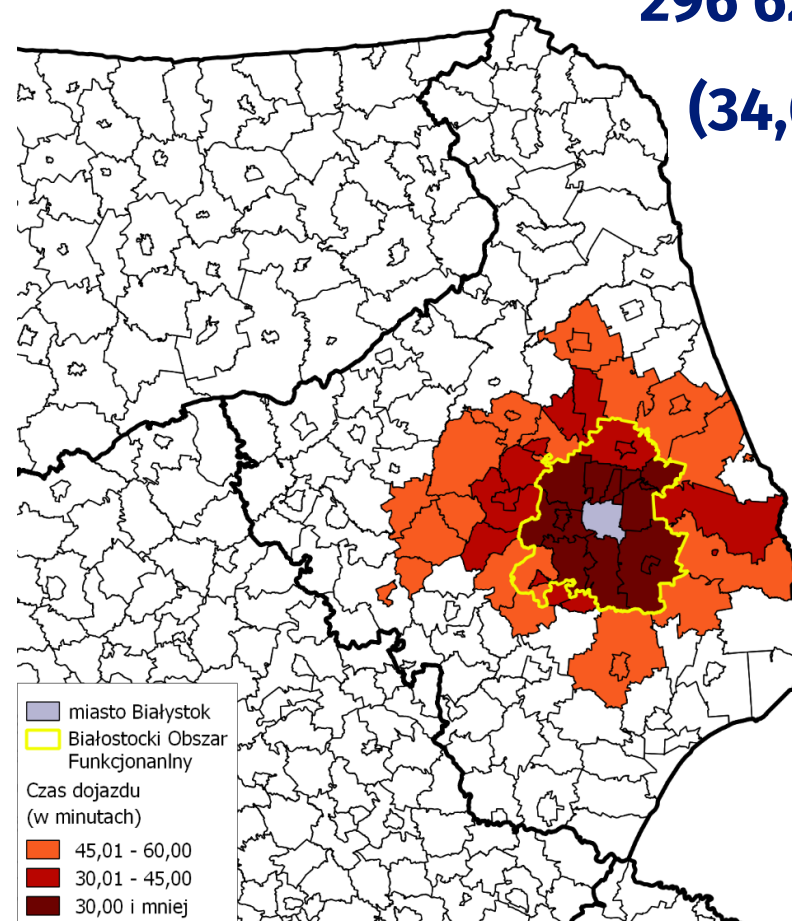 (34,
miasto Białystok
Białostocki Obszar
Funkcjonanlny
Czas dojazdu
(w minutach)
45,01 - 60,00
30,01 - 45,00
30,00 i mniej